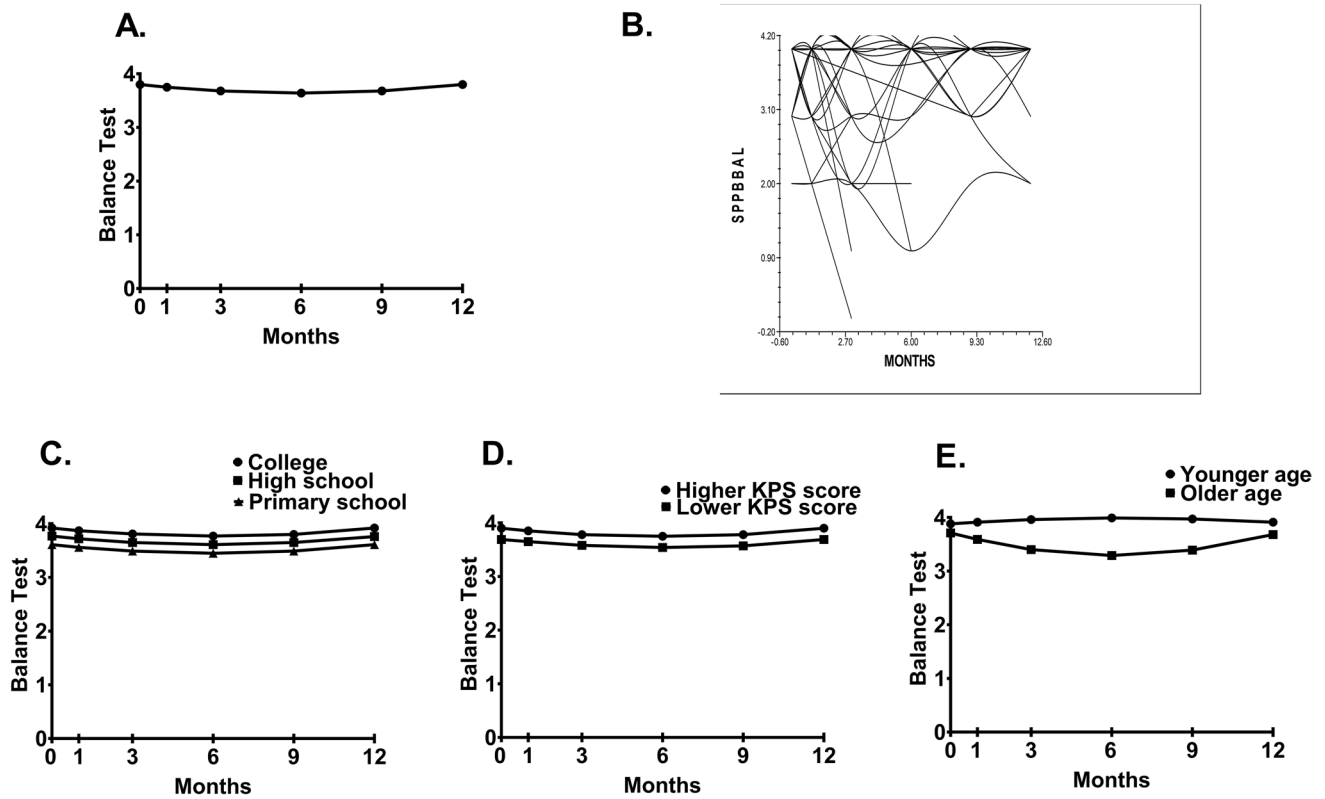 A.
Balance Test
4
3
2
1
0
0 1 3 6 9 12
Months
B.
SPPBBAL
4.20
3.10
2.00
0.90
-0.20
-0.60 2.70 6.00 9.30 12.60
MONTHS
C.
College
High school
Primary school
Balance Test
4
3
2
1
0
0 1 3 6 9 12
Months
D.
Higher KPS score
Lower KPS score
Balance Test
4
3
2
1
0
0 1 3 6 9 12
Months
E.
Younger age
Older age
Balance Test
4
3
2
1
0
0 1 3 6 9 12
Months